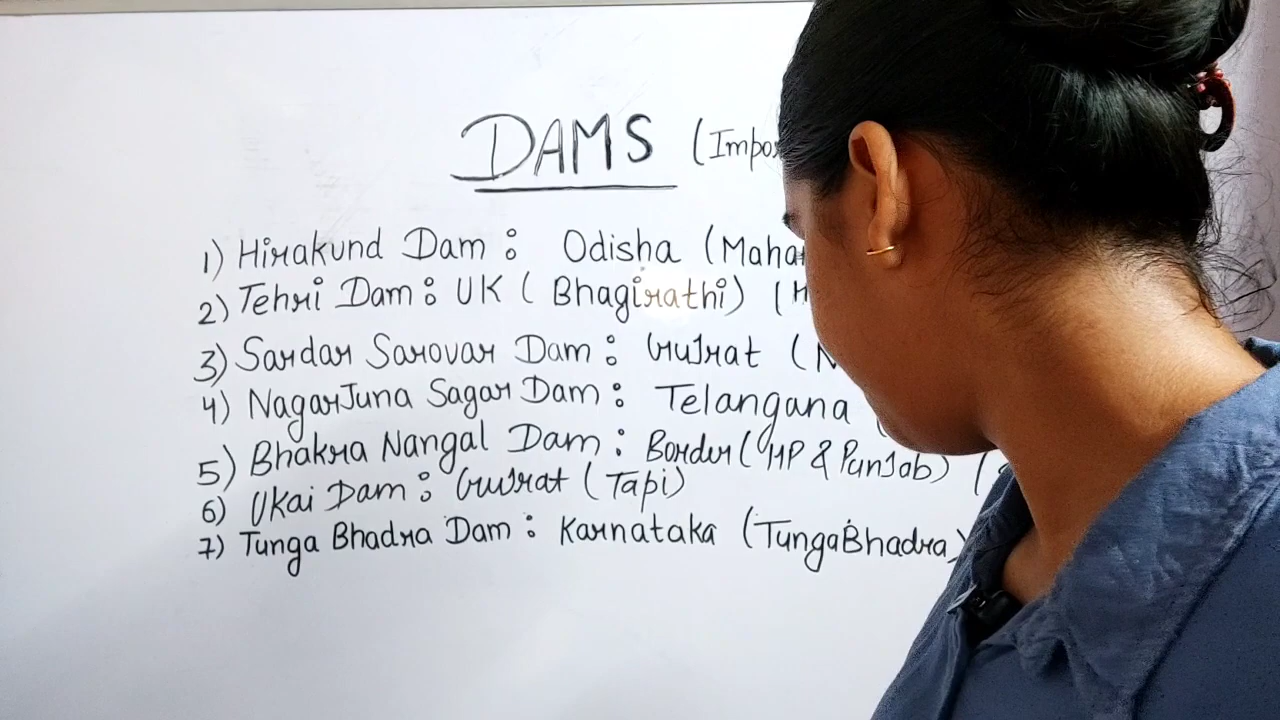 DAMS (Impo
1) Hirakund Dam : Odisha (Maha
2) Tehri Dam : UK ( Bhagirathi) (H
3) Sardar Sarovar Dam : Gujrat (N
4) NagarJuna Sagar Dam : Telangana (
5) Bhakra Nangal Dam : Border ( HP & PunJab) (
6) Ukai Dam : Gujrat ( Tapi)
7) Tunga Bhadra Dam : Karnataka (TungaBhadra)